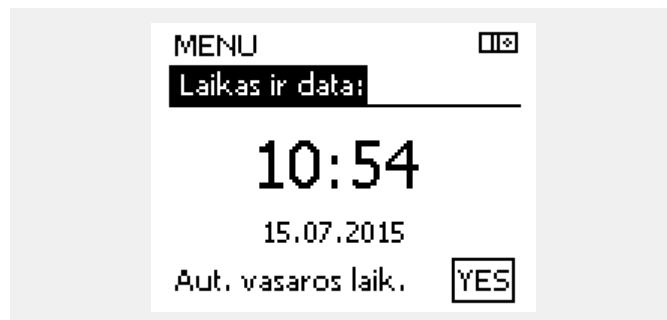 MENU
Laikas ir data:
10:54
15.07.2015
Aut. vasaros laik. YES